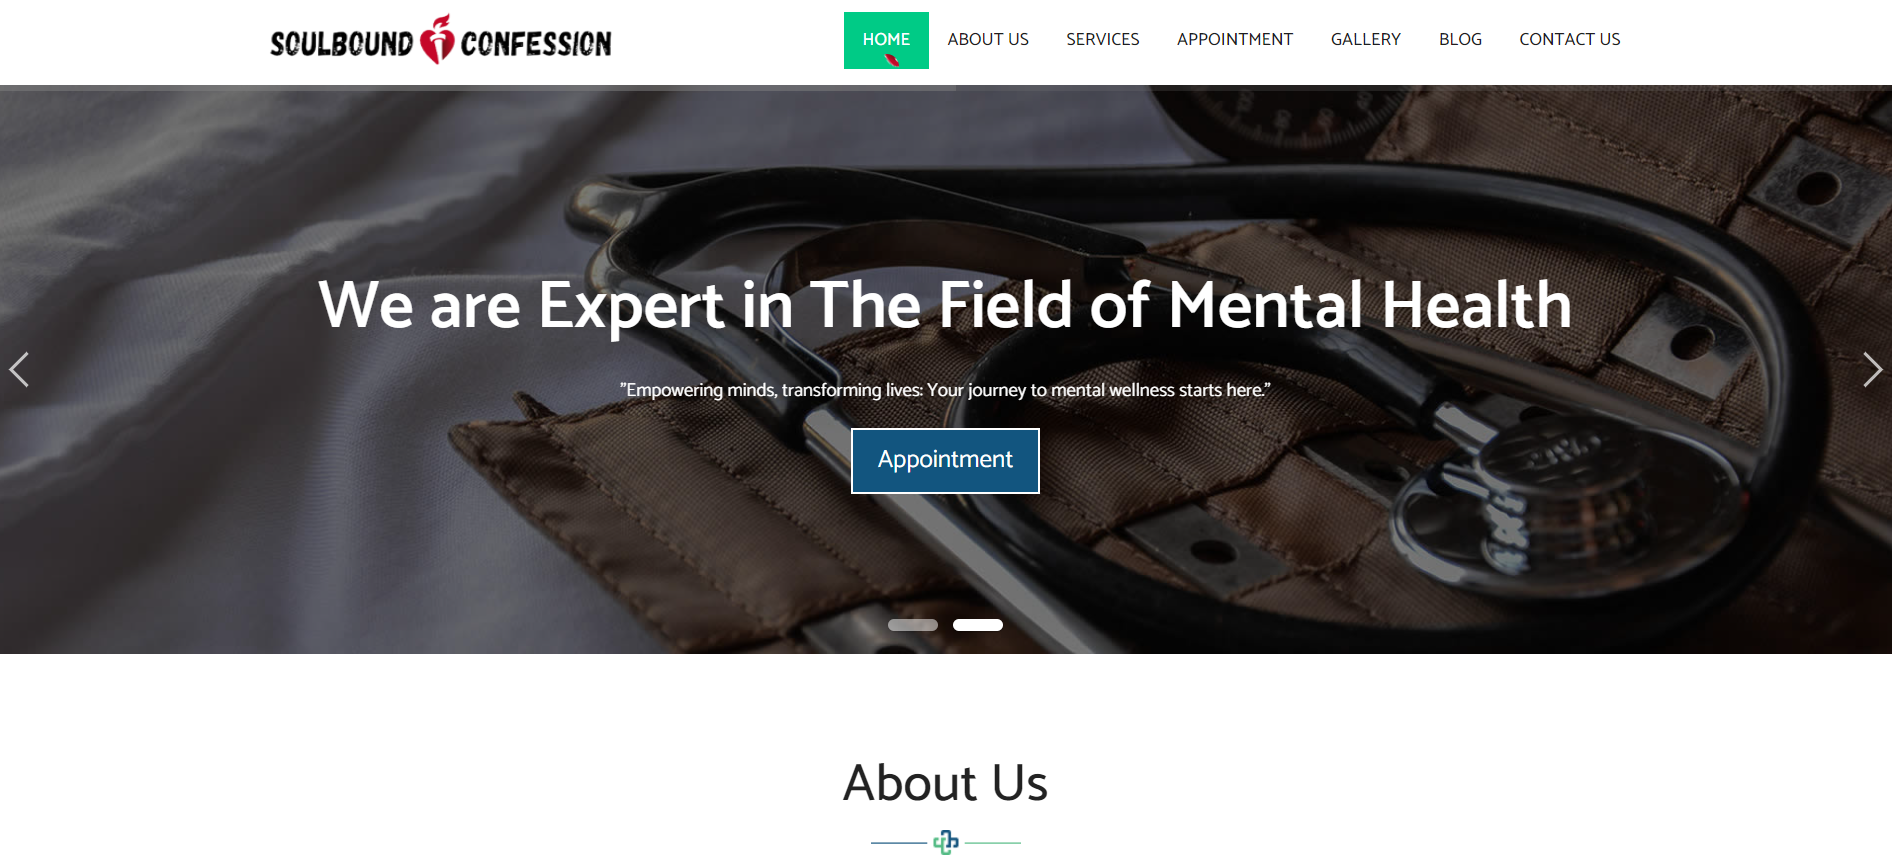 SOULBOUND CONFESSION
HOME
ABOUT US
SERVICES
APPOINTMENT
GALLERY
BLOG
CONTACT US
We are Expert in The Field of Mental Health
"Empowering minds, transforming lives: Your journey to mental wellness starts here."
Appointment
About Us